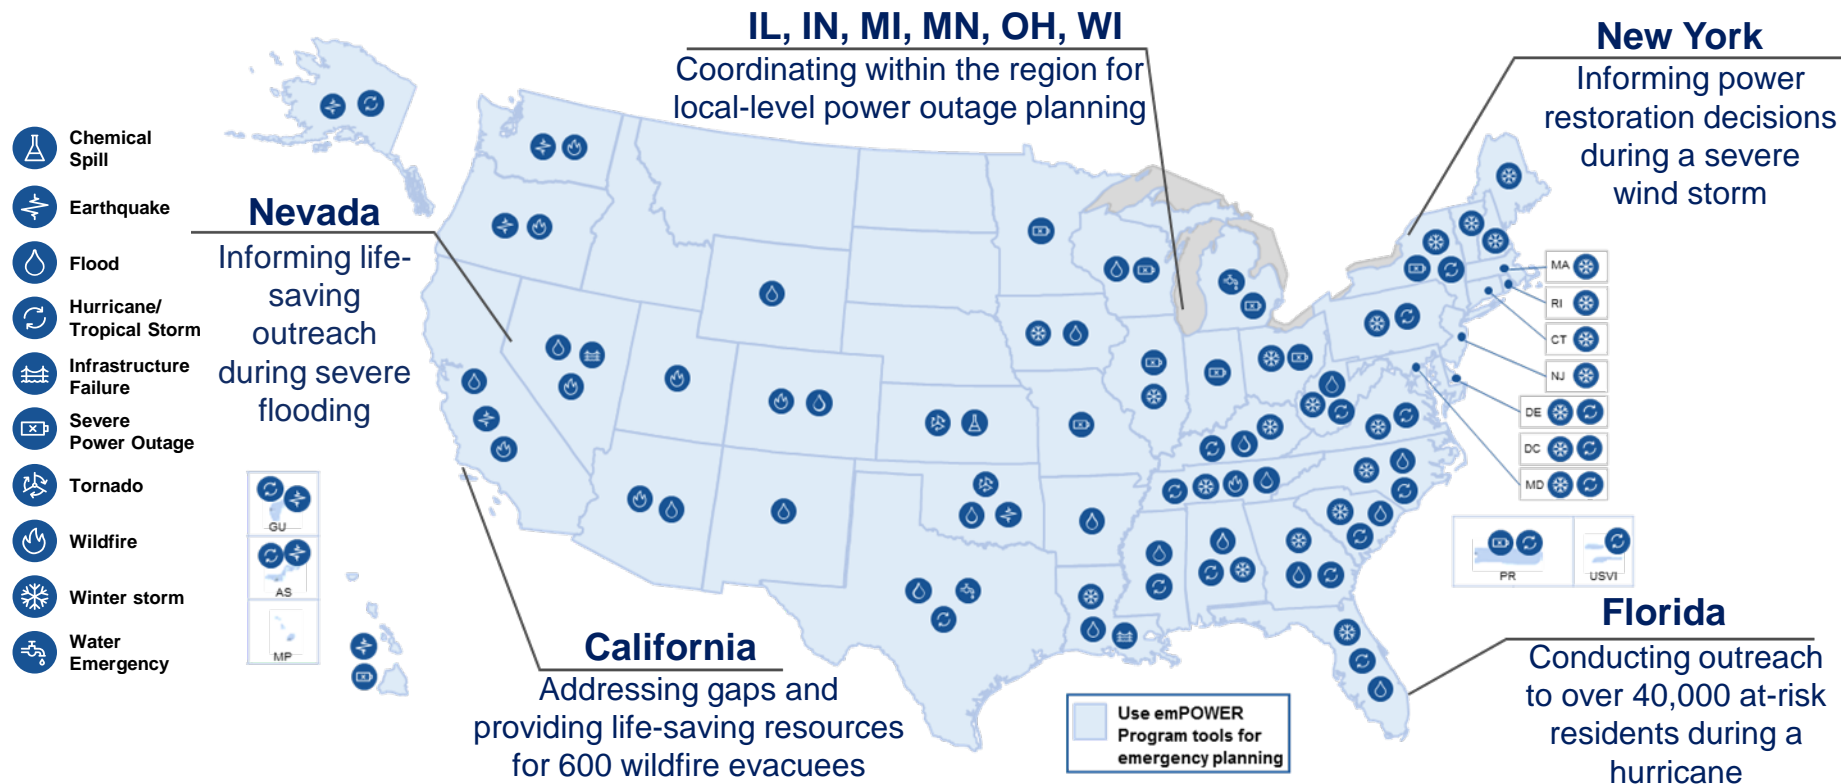 IL, IN, MI, MN, OH, WI
Coordinating within the region for
local-level power outage planning
New York
Informing power
restoration decisions
during a severe
wind storm
Chemical
Spill
Earthquake
Flood
Hurricane/
Tropical Storm
Infrastructure
Failure
Severe
Power Outage
Tornado
Wildfire
Winter storm
Water
Emergency
Nevada
Informing life-
saving
outreach
during severe
flooding
MA
RI
CT
NJ
DE
DC
MD
GU
AS
MP
PR
USVI
California
Addressing gaps and
providing life-saving resources
for 600 wildfire evacuees
Use emPOWER
Program tools for
emergency planning
Florida
Conducting outreach
to over 40,000 at-risk
residents during a
hurricane